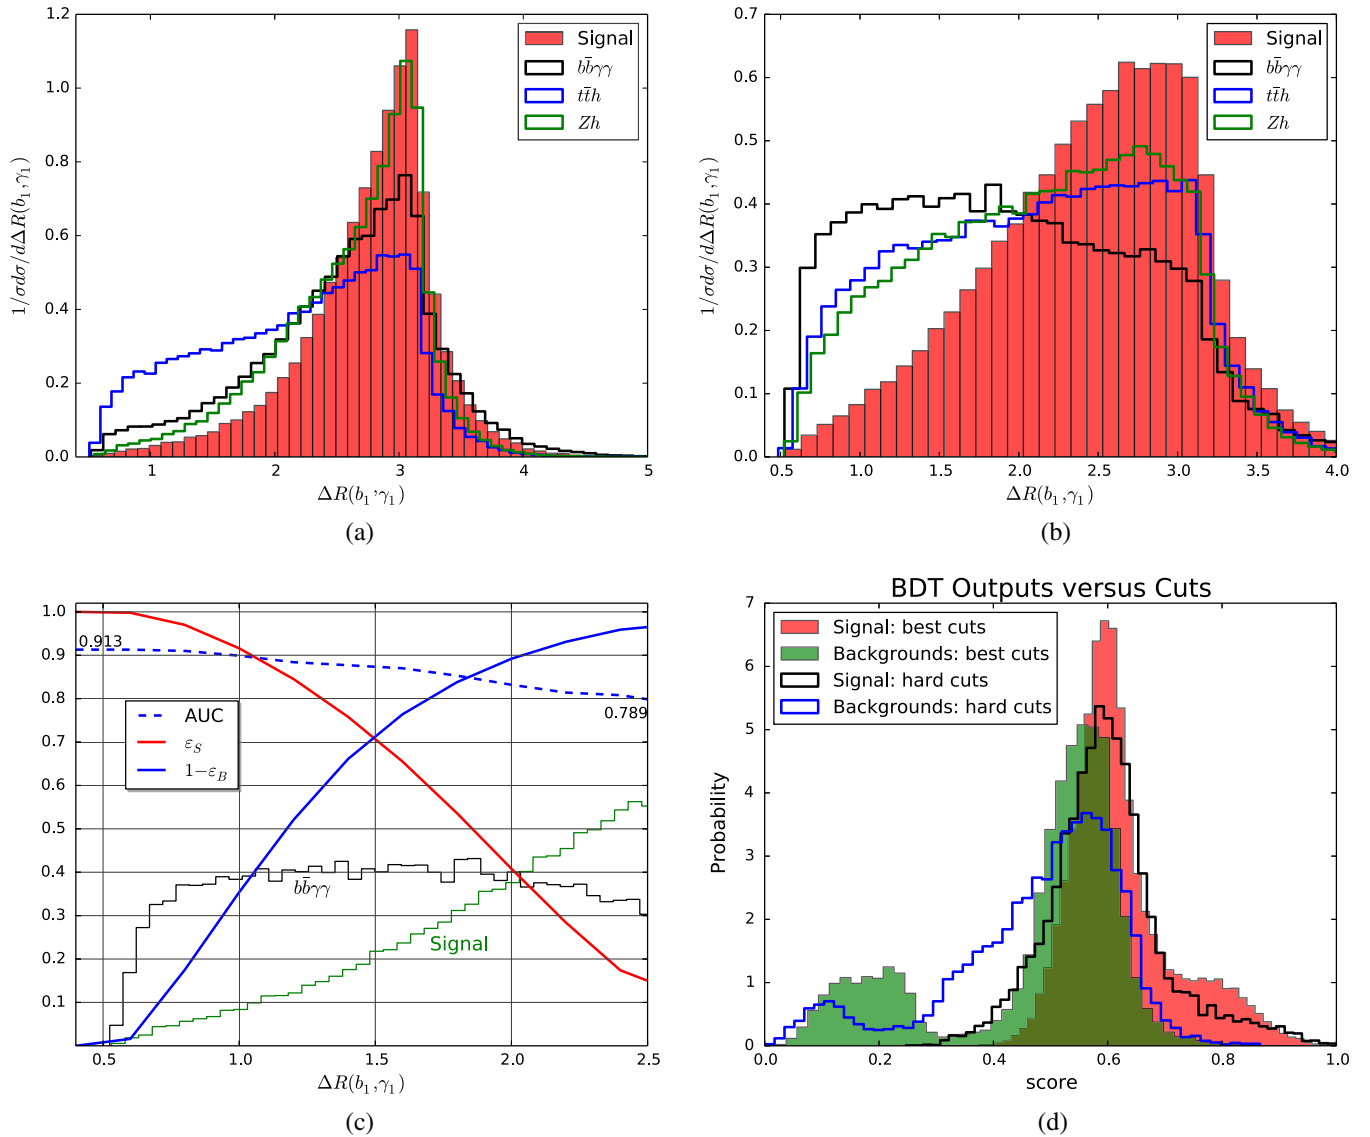 1.2
1.0
0.8
0.6
0.4
0.2
0.0
1/σdσ/dΔR(b₁,γ₁)
Signal
bb̄γγ
tt̄h
Zh
1 2 3 4 5
ΔR(b₁,γ₁)
(a)
0.7
0.6
0.5
0.4
0.3
0.2
0.1
0.0
1/σdσ/dΔR(b₁,γ₁)
Signal
bb̄γγ
tt̄h
Zh
0.5 1.0 1.5 2.0 2.5 3.0 3.5 4.0
ΔR(b₁,γ₁)
(b)
1.0
0.9
0.8
0.7
0.6
0.5
0.4
0.3
0.2
0.1
0.913
0.789
AUC
ε_S
1−ε_B
bb̄γγ
Signal
0.5 1.0 1.5 2.0 2.5
ΔR(b₁,γ₁)
(c)
BDT Outputs versus Cuts
7
6
5
4
3
2
1
0
Probability
Signal: best cuts
Backgrounds: best cuts
Signal: hard cuts
Backgrounds: hard cuts
0.0 0.2 0.4 0.6 0.8 1.0
score
(d)